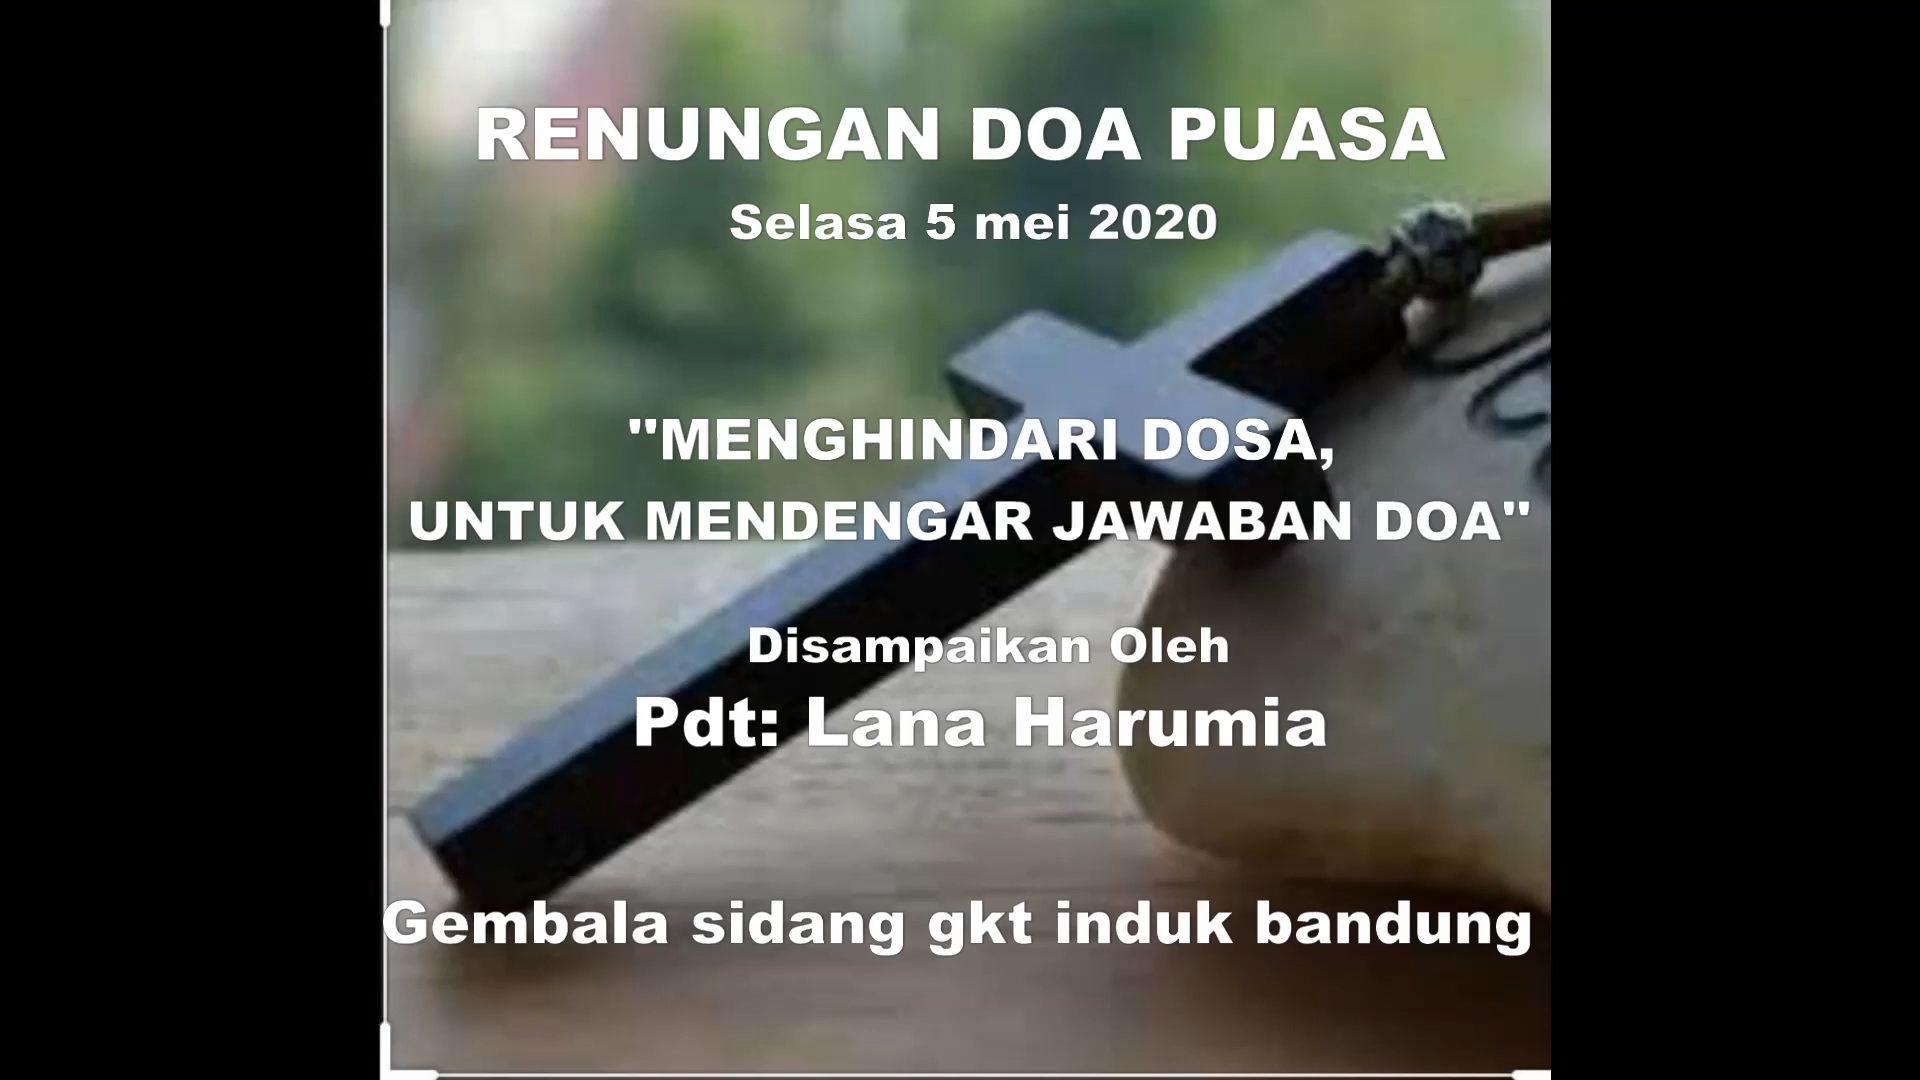 RENUNGAN DOA PUASA
Selasa 5 mei 2020
"MENGHINDARI DOSA,
UNTUK MENDENGAR JAWABAN DOA"
Disampaikan Oleh
Pdt: Lana Harumia
Gembala sidang gkt induk bandung